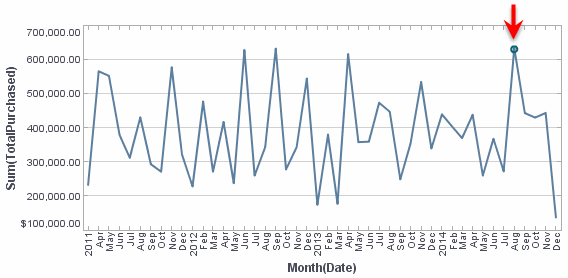 700,000.00
600,000.00
500,000.00
400,000.00
300,000.00
200,000.00
$100,000.00
Sum(TotalPurchased)
2011
Apr
May
Jun
Jul
Aug
Sep
Oct
Nov
Dec
2012
Feb
Mar
Apr
May
Jun
Jul
Aug
Sep
Oct
Nov
Dec
2013
Feb
Mar
Apr
May
Jun
Jul
Aug
Sep
Oct
Nov
Dec
2014
Feb
Mar
Apr
May
Jun
Jul
Aug
Sep
Oct
Nov
Dec
Month(Date)